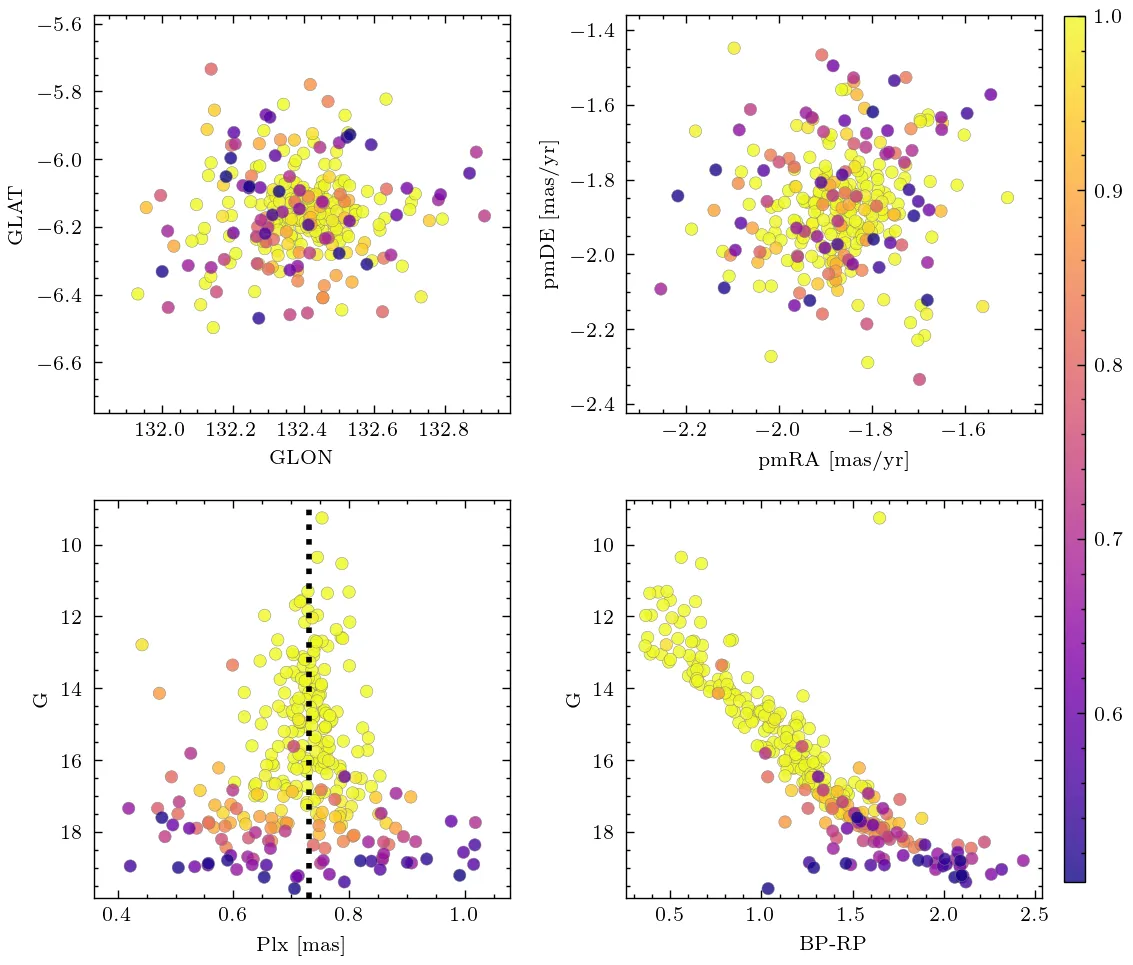 −5.6
−5.8
−6.0
−6.2
−6.4
−6.6
GLAT
132.0 132.2 132.4 132.6 132.8
GLON
−1.4
−1.6
−1.8
−2.0
−2.2
−2.4
pmDE [mas/yr]
−2.2 −2.0 −1.8 −1.6
pmRA [mas/yr]
1.0
0.9
0.8
0.7
0.6
10
12
14
16
18
G
0.4 0.6 0.8 1.0
Plx [mas]
10
12
14
16
18
G
0.5 1.0 1.5 2.0 2.5
BP-RP